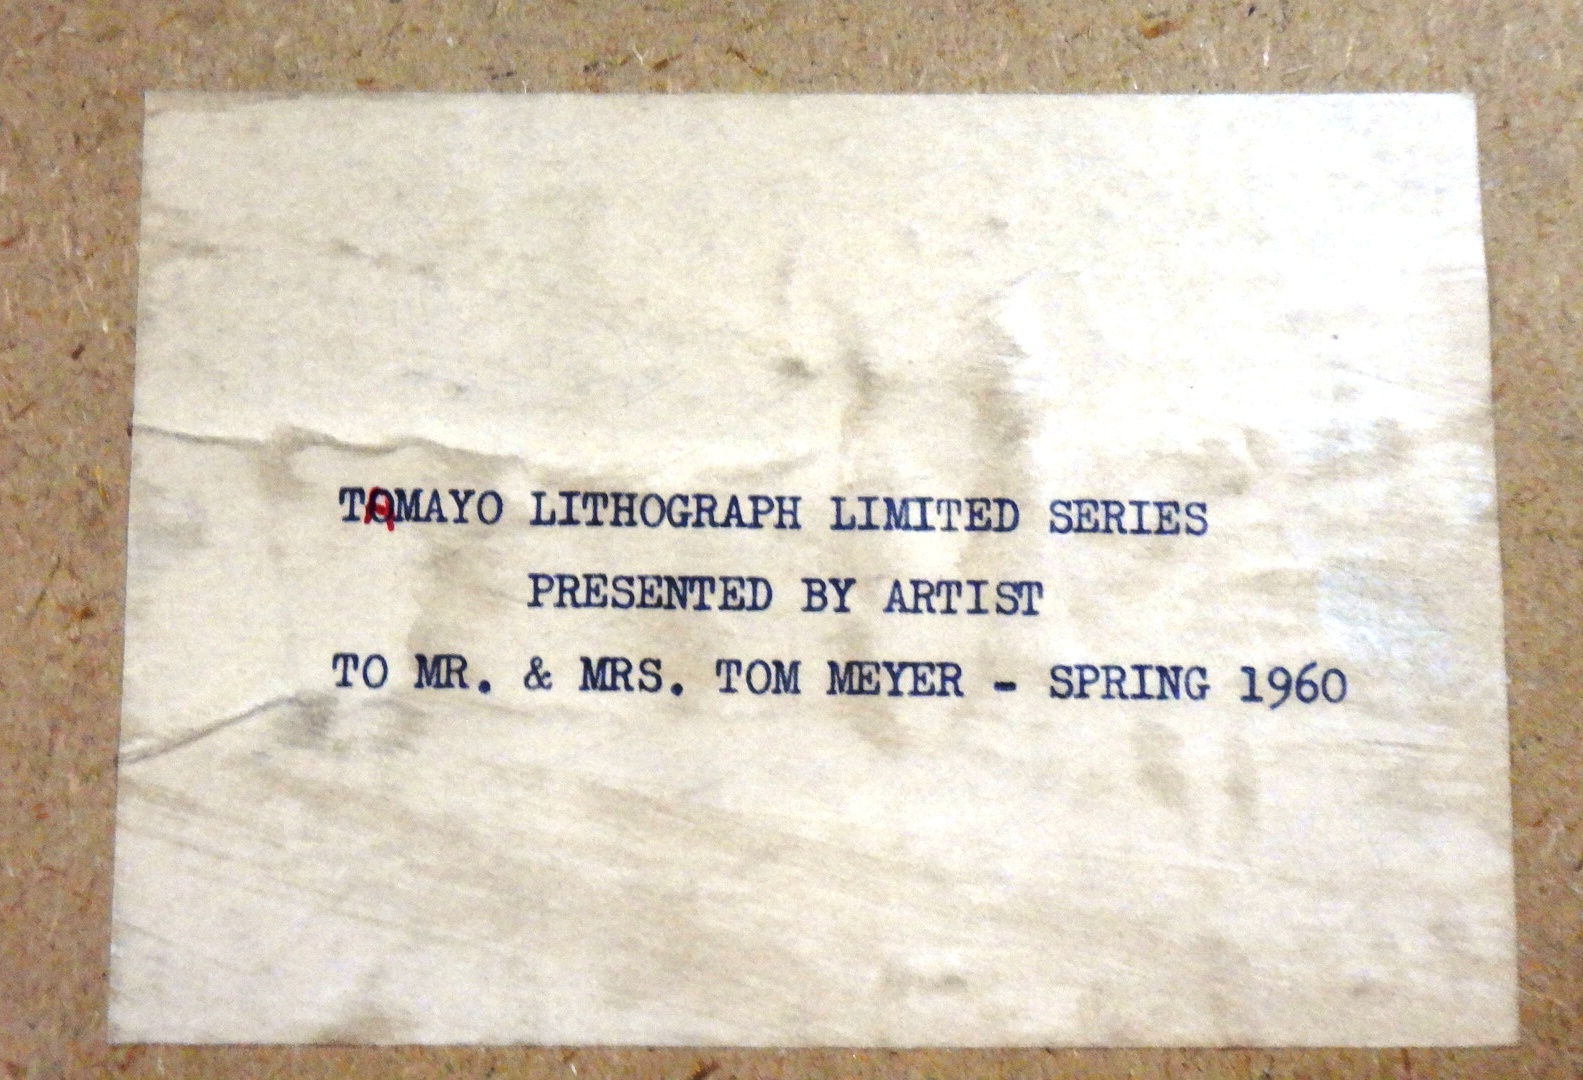 TAMAYO LITHOGRAPH LIMITED SERIES
PRESENTED BY ARTIST
TO MR. & MRS. TOM MEYER - SPRING 1960